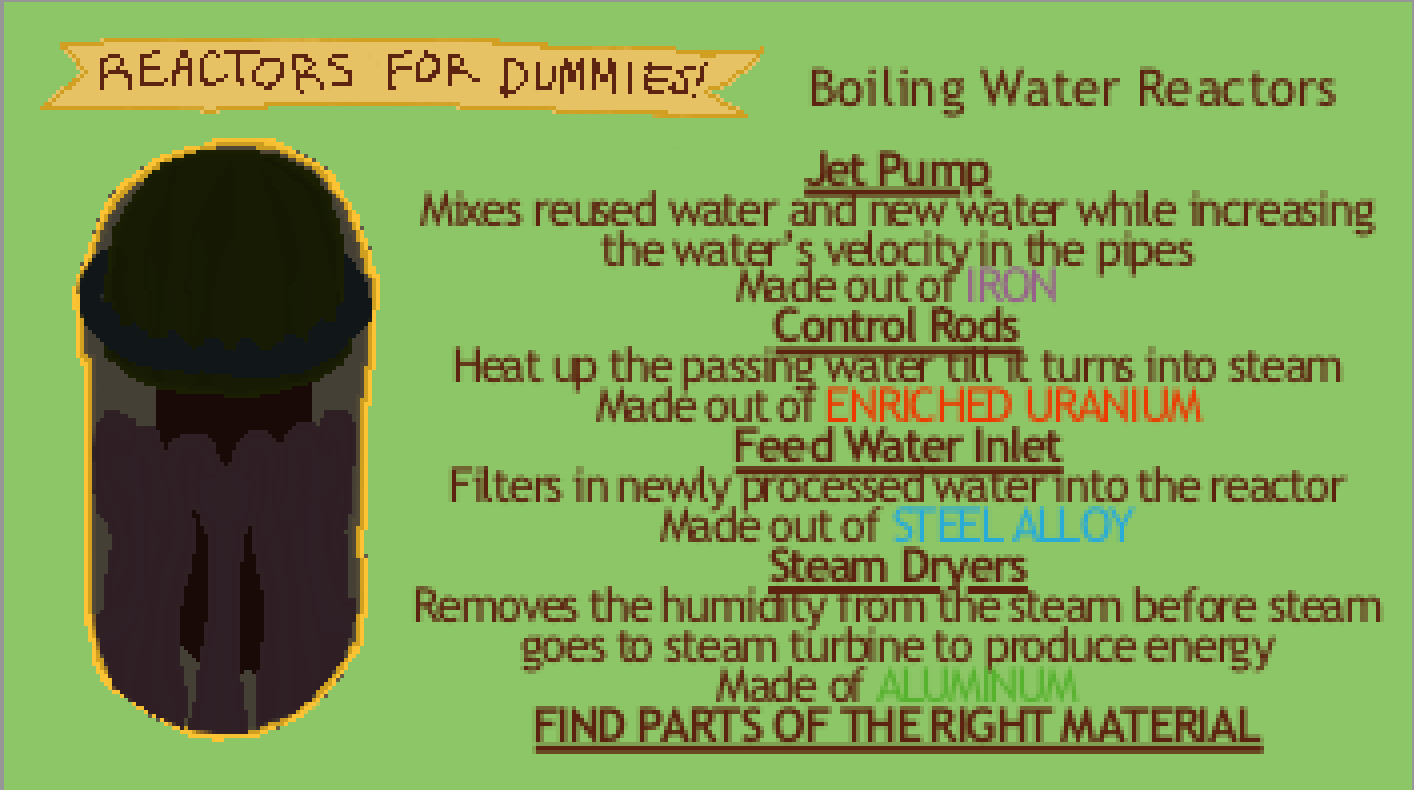 REACTORS FOR DUMMIES!
Boiling Water Reactors
Jet Pump
Mixes reused water and new water while increasing
the water's velocity in the pipes
Made out of IRON
Control Rods
Heat up the passing water till it turns into steam
Made out of ENRICHED URANIUM
Feed Water Inlet
Filters in newly processed water into the reactor
Made out of STEEL ALLOY
Steam Dryers
Removes the humidity from the steam before steam
goes to steam turbine to produce energy
Made of ALUMINUM
FIND PARTS OF THE RIGHT MATERIAL